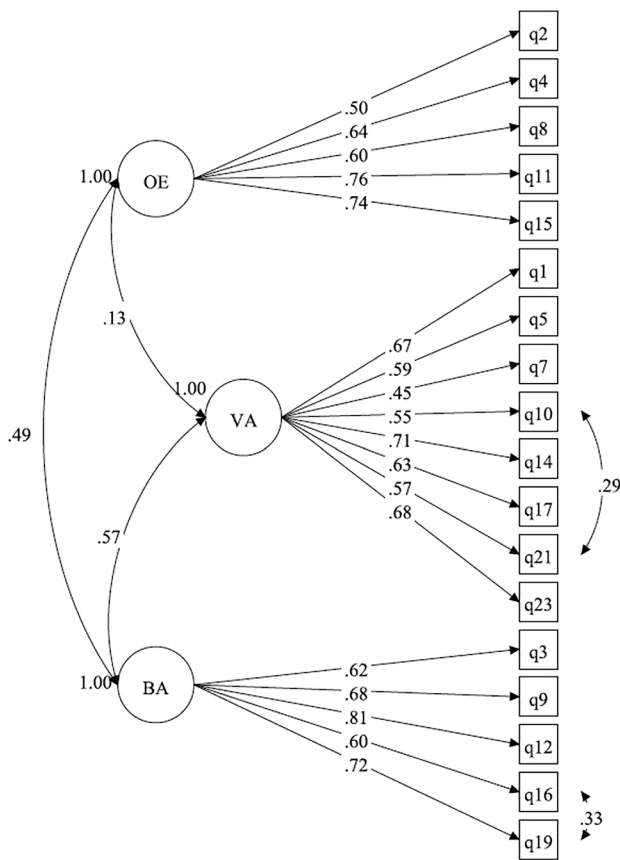 q2
q4
.50
q8
.64
.60
q11
1.00
OE
.76
.74
q15
q1
.13
q5
.67
.59
q7
1.00
.45
q10
VA
.55
.49
.71
q14
.63
.29
.57
q17
.68
.57
q21
q23
q3
.62
1.00
BA
.68
q9
.81
.60
q12
.72
q16
.33
q19